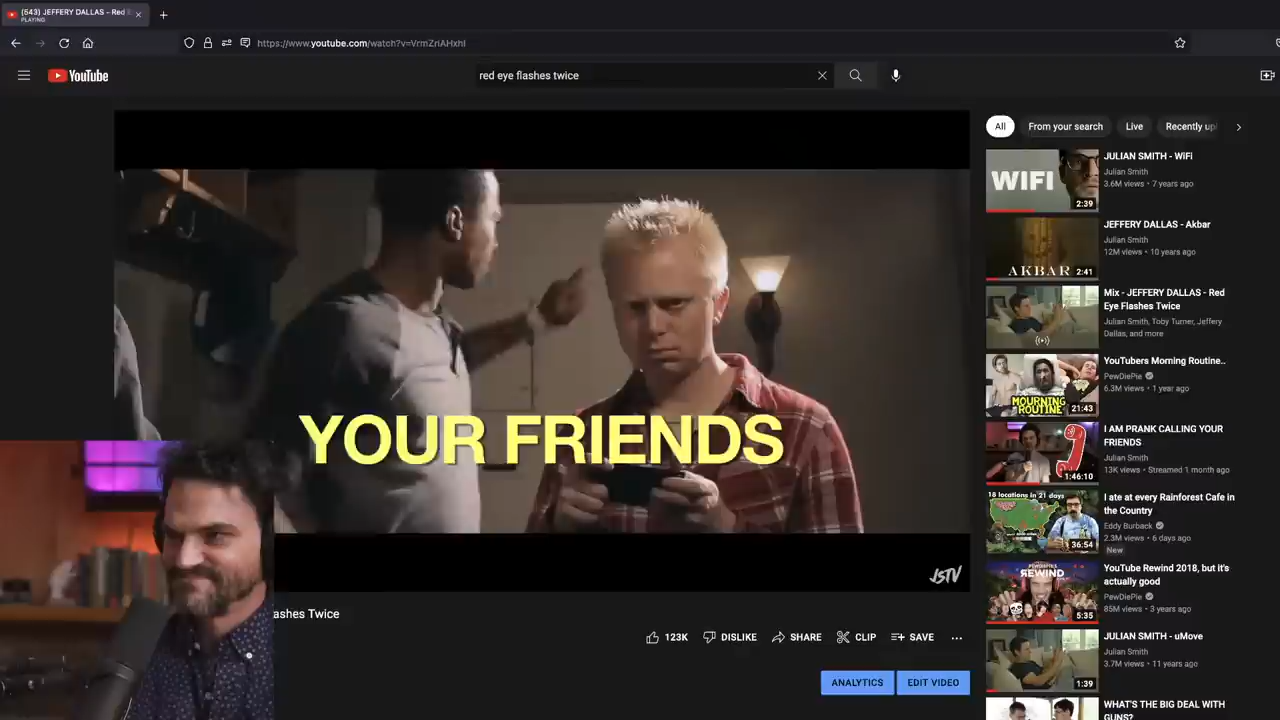 (543) JEFFERY DALLAS - Red E
PLAYING
https://www.youtube.com/watch?v=VrmZriAHxhI
YouTube
red eye flashes twice
All
From your search
Live
Recently upl
WIFI
2:39
JULIAN SMITH - WiFi
Julian Smith
3.6M views • 7 years ago
AKBAR
2:41
JEFFERY DALLAS - Akbar
Julian Smith
12M views • 10 years ago
Mix - JEFFERY DALLAS - Red
Eye Flashes Twice
Julian Smith, Toby Turner, Jeffery
Dallas, and more
MOURNING
ROUTINE
21:43
YouTubers Morning Routine..
PewDiePie
6.3M views • 1 year ago
1:46:10
I AM PRANK CALLING YOUR
FRIENDS
Julian Smith
13K views • Streamed 1 month ago
18 locations in 21 days
36:54
I ate at every Rainforest Cafe in
the Country
Eddy Burback
2.3M views • 6 days ago
New
REWIND
5:35
YouTube Rewind 2018, but it's
actually good
PewDiePie
85M views • 3 years ago
1:39
JULIAN SMITH - uMove
Julian Smith
3.7M views • 11 years ago
WHAT'S THE BIG DEAL WITH
GUNS?
YOUR FRIENDS
JSTV
ashes Twice
123K
DISLIKE
SHARE
CLIP
SAVE
ANALYTICS
EDIT VIDEO